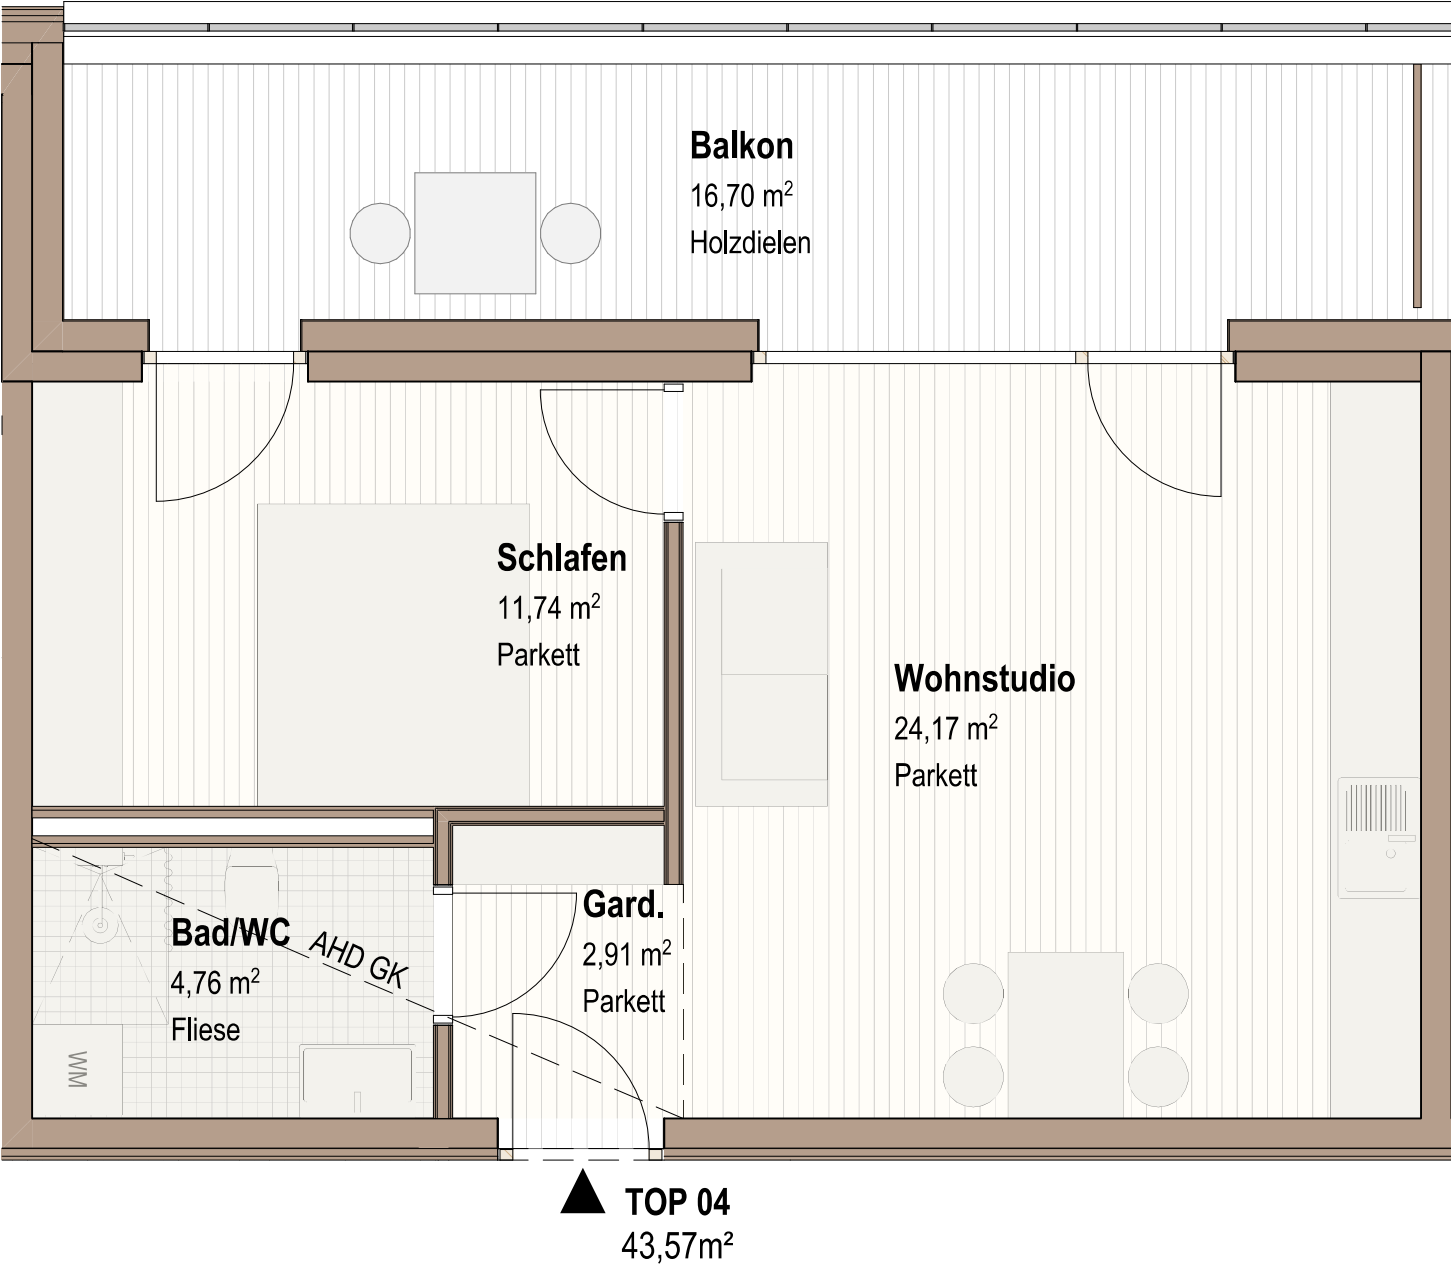 Balkon
16,70 m²
Holzdielen
Schlafen
11,74 m²
Parkett
Wohnstudio
24,17 m²
Parkett
Gard.
2,91 m²
Parkett
Bad/WC
4,76 m²
Fliese
AHD GK
WM
TOP 04
43,57m²